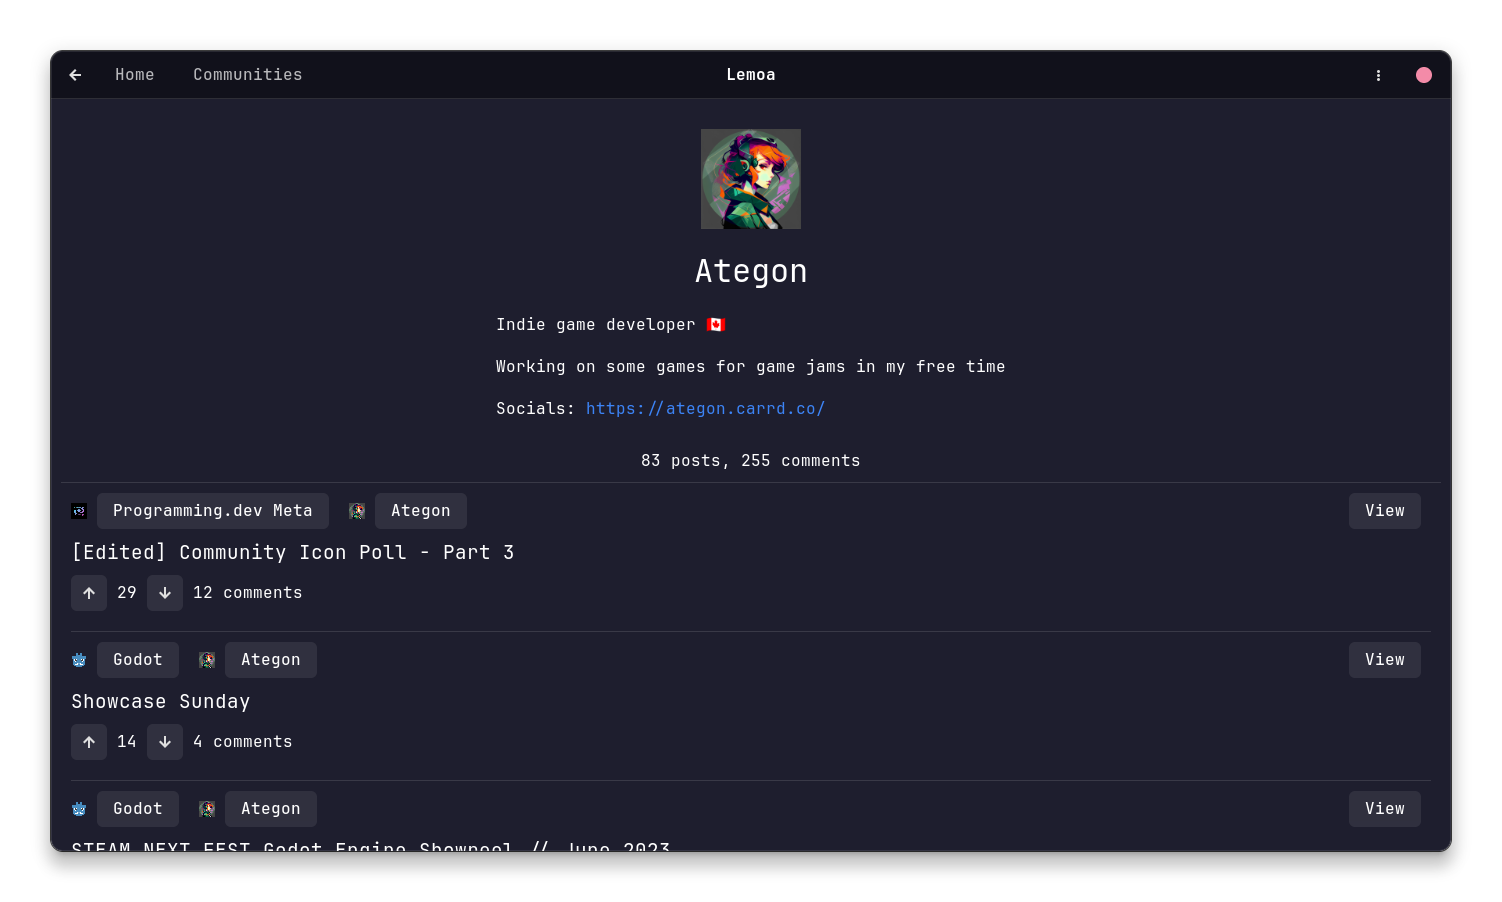 Home Communities Lemoa
Ategon
Indie game developer 🇨🇦
Working on some games for game jams in my free time
Socials: https://ategon.carrd.co/
83 posts, 255 comments
Programming.dev Meta Ategon View
[Edited] Community Icon Poll - Part 3
29 12 comments
Godot Ategon View
Showcase Sunday
14 4 comments
Godot Ategon View
STEAM NEXT FEST Godot Engine Showreel // June 2023